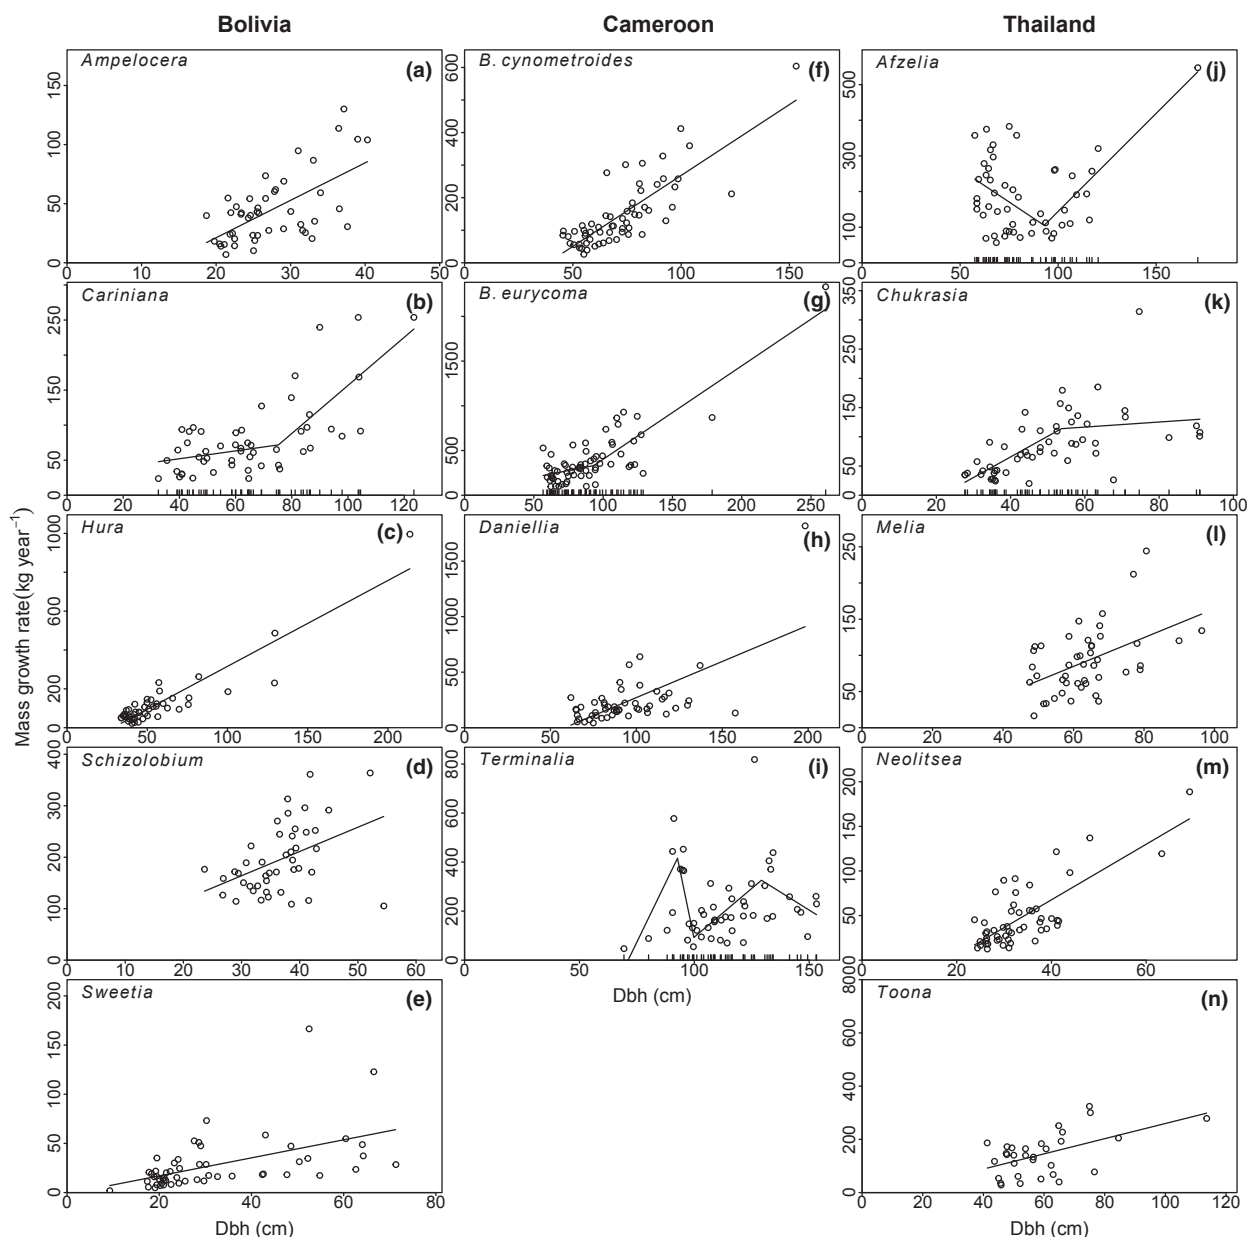 Bolivia Cameroon Thailand
Ampelocera (a)
0 50 100 150
0 10 20 30 40 50
B. cynometroides (f)
0 200 400 600
0 50 100 150
Afzelia (j)
0 100 300 500
0 50 100 150
Cariniana (b)
0 50 150 250
0 20 40 60 80 100 120
B. eurycoma (g)
0 500 1500
0 50 100 150 200 250
Chukrasia (k)
0 50 150 250 350
0 20 40 60 80 100
Mass growth rate(kg year−1)
Hura (c)
0 200 600 1000
0 50 100 150 200
Daniellia (h)
0 500 1000 1500
0 50 100 150 200
Melia (l)
0 50 150 250
0 20 40 60 80 100
Schizolobium (d)
0 100 200 300 400
0 10 20 30 40 50 60
Terminalia (i)
0 200 400 600 800
0 50 100 150
Dbh (cm)
Neolitsea (m)
0 50 100 150 200
0 20 40 60
Sweetia (e)
0 50 100 150 200
0 20 40 60 80
Dbh (cm)
Toona (n)
0 200 400 600 800
0 20 40 60 80 100 120
Dbh (cm)